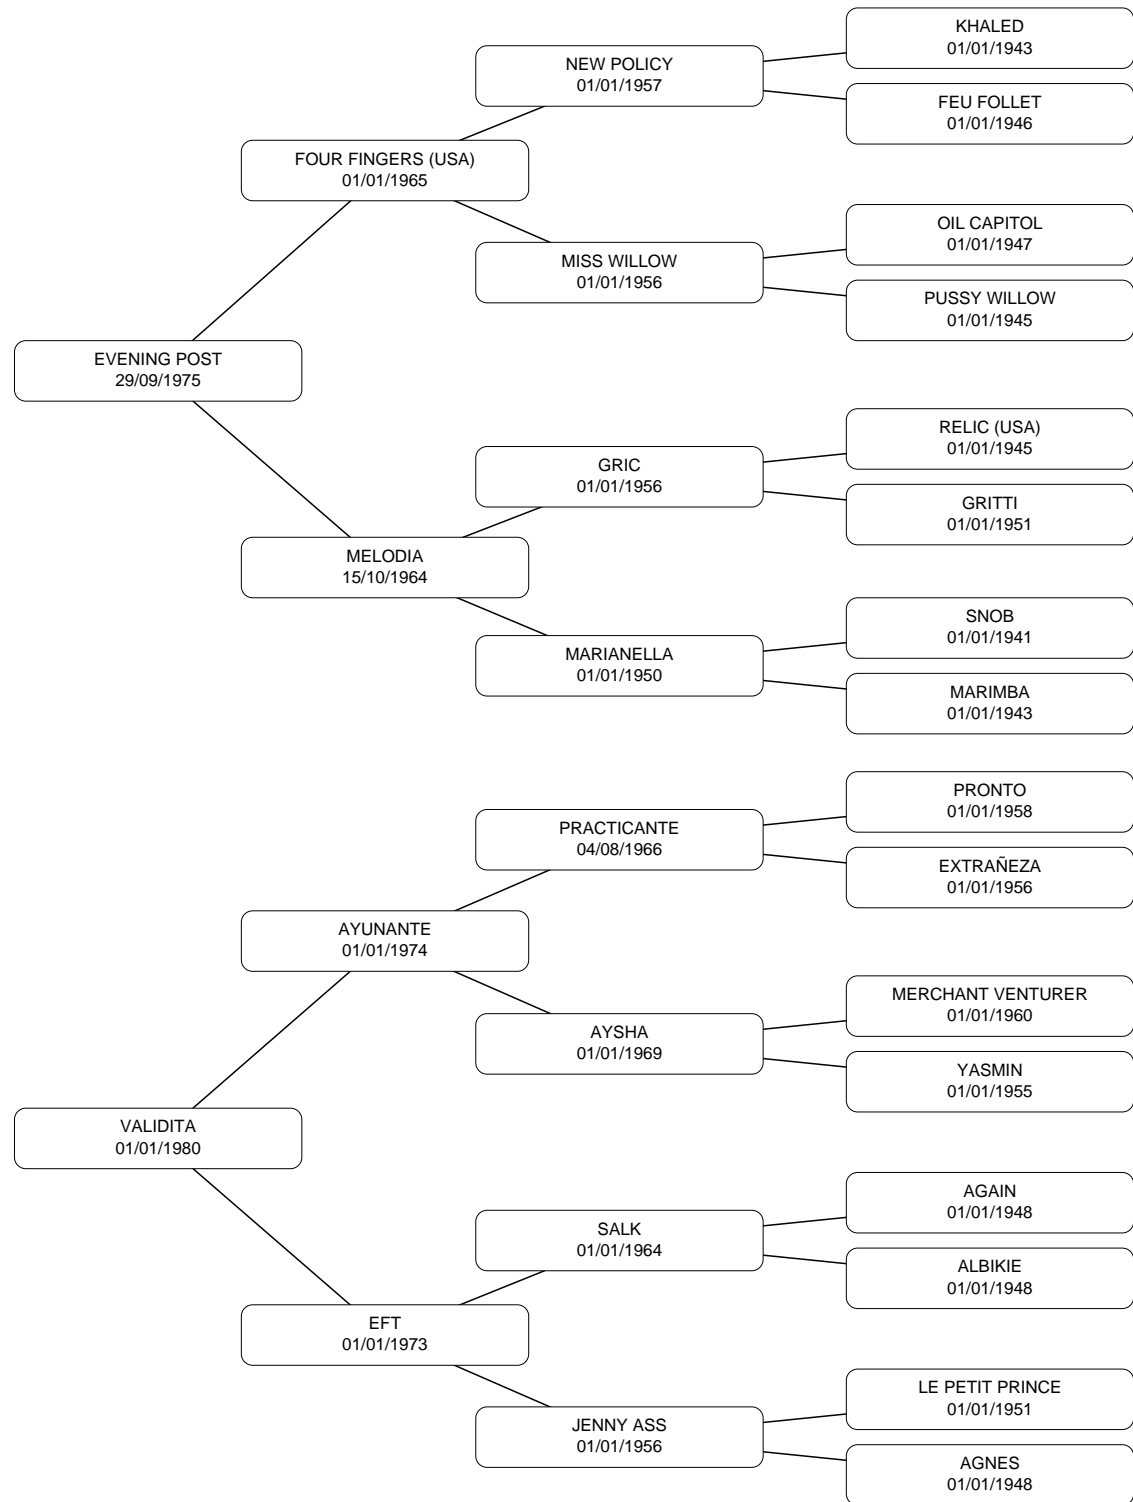 KHALED
01/01/1943
NEW POLICY
01/01/1957
FEU FOLLET
01/01/1946
FOUR FINGERS (USA)
01/01/1965
OIL CAPITOL
01/01/1947
MISS WILLOW
01/01/1956
PUSSY WILLOW
01/01/1945
EVENING POST
29/09/1975
RELIC (USA)
01/01/1945
GRIC
01/01/1956
GRITTI
01/01/1951
MELODIA
15/10/1964
SNOB
01/01/1941
MARIANELLA
01/01/1950
MARIMBA
01/01/1943
PRONTO
01/01/1958
PRACTICANTE
04/08/1966
EXTRAÑEZA
01/01/1956
AYUNANTE
01/01/1974
MERCHANT VENTURER
01/01/1960
AYSHA
01/01/1969
YASMIN
01/01/1955
VALIDITA
01/01/1980
AGAIN
01/01/1948
SALK
01/01/1964
ALBIKIE
01/01/1948
EFT
01/01/1973
LE PETIT PRINCE
01/01/1951
JENNY ASS
01/01/1956
AGNES
01/01/1948